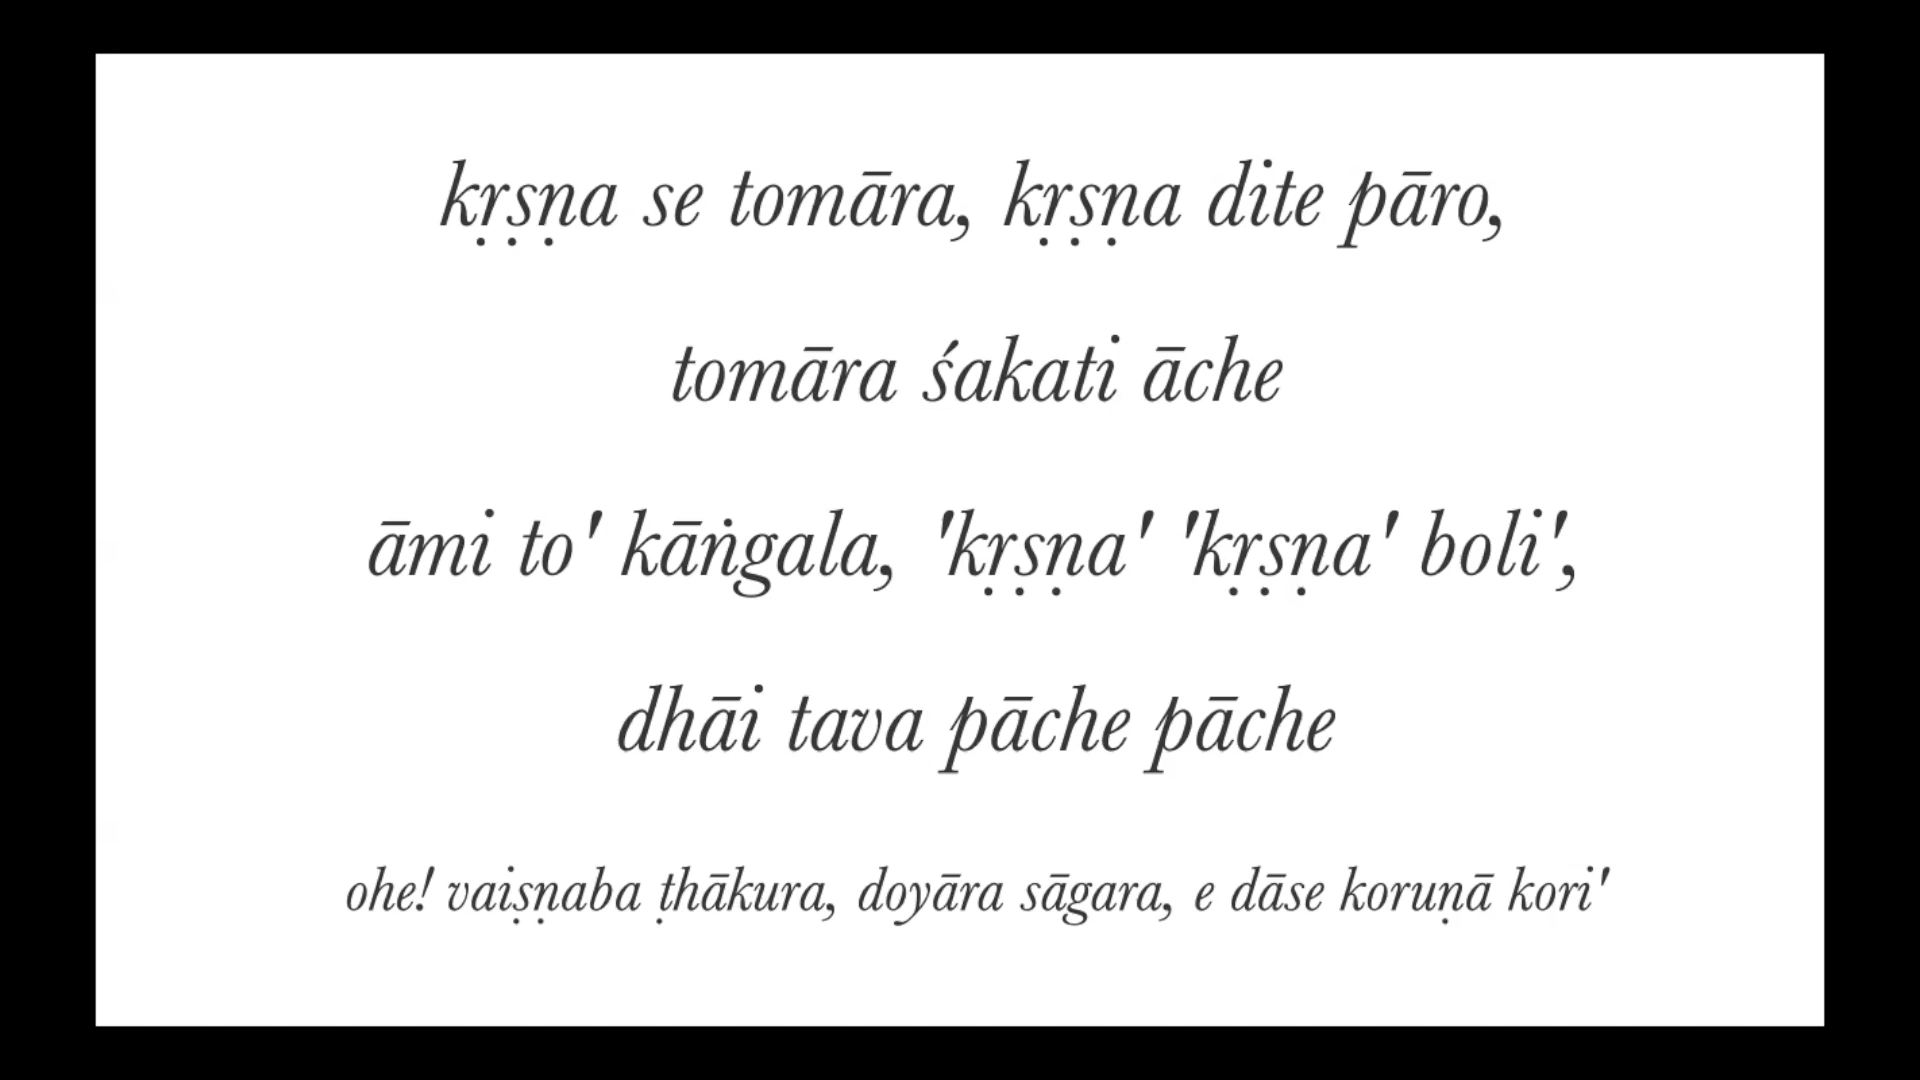 kṛṣṇa se tomāra, kṛṣṇa dite pāro,
tomāra śakati āche
āmi to' kāṅgala, 'kṛṣṇa' 'kṛṣṇa' boli',
dhāi tava pāche pāche
ohe! vaiṣṇaba ṭhākura, doyāra sāgara, e dāse koruṇā kori'